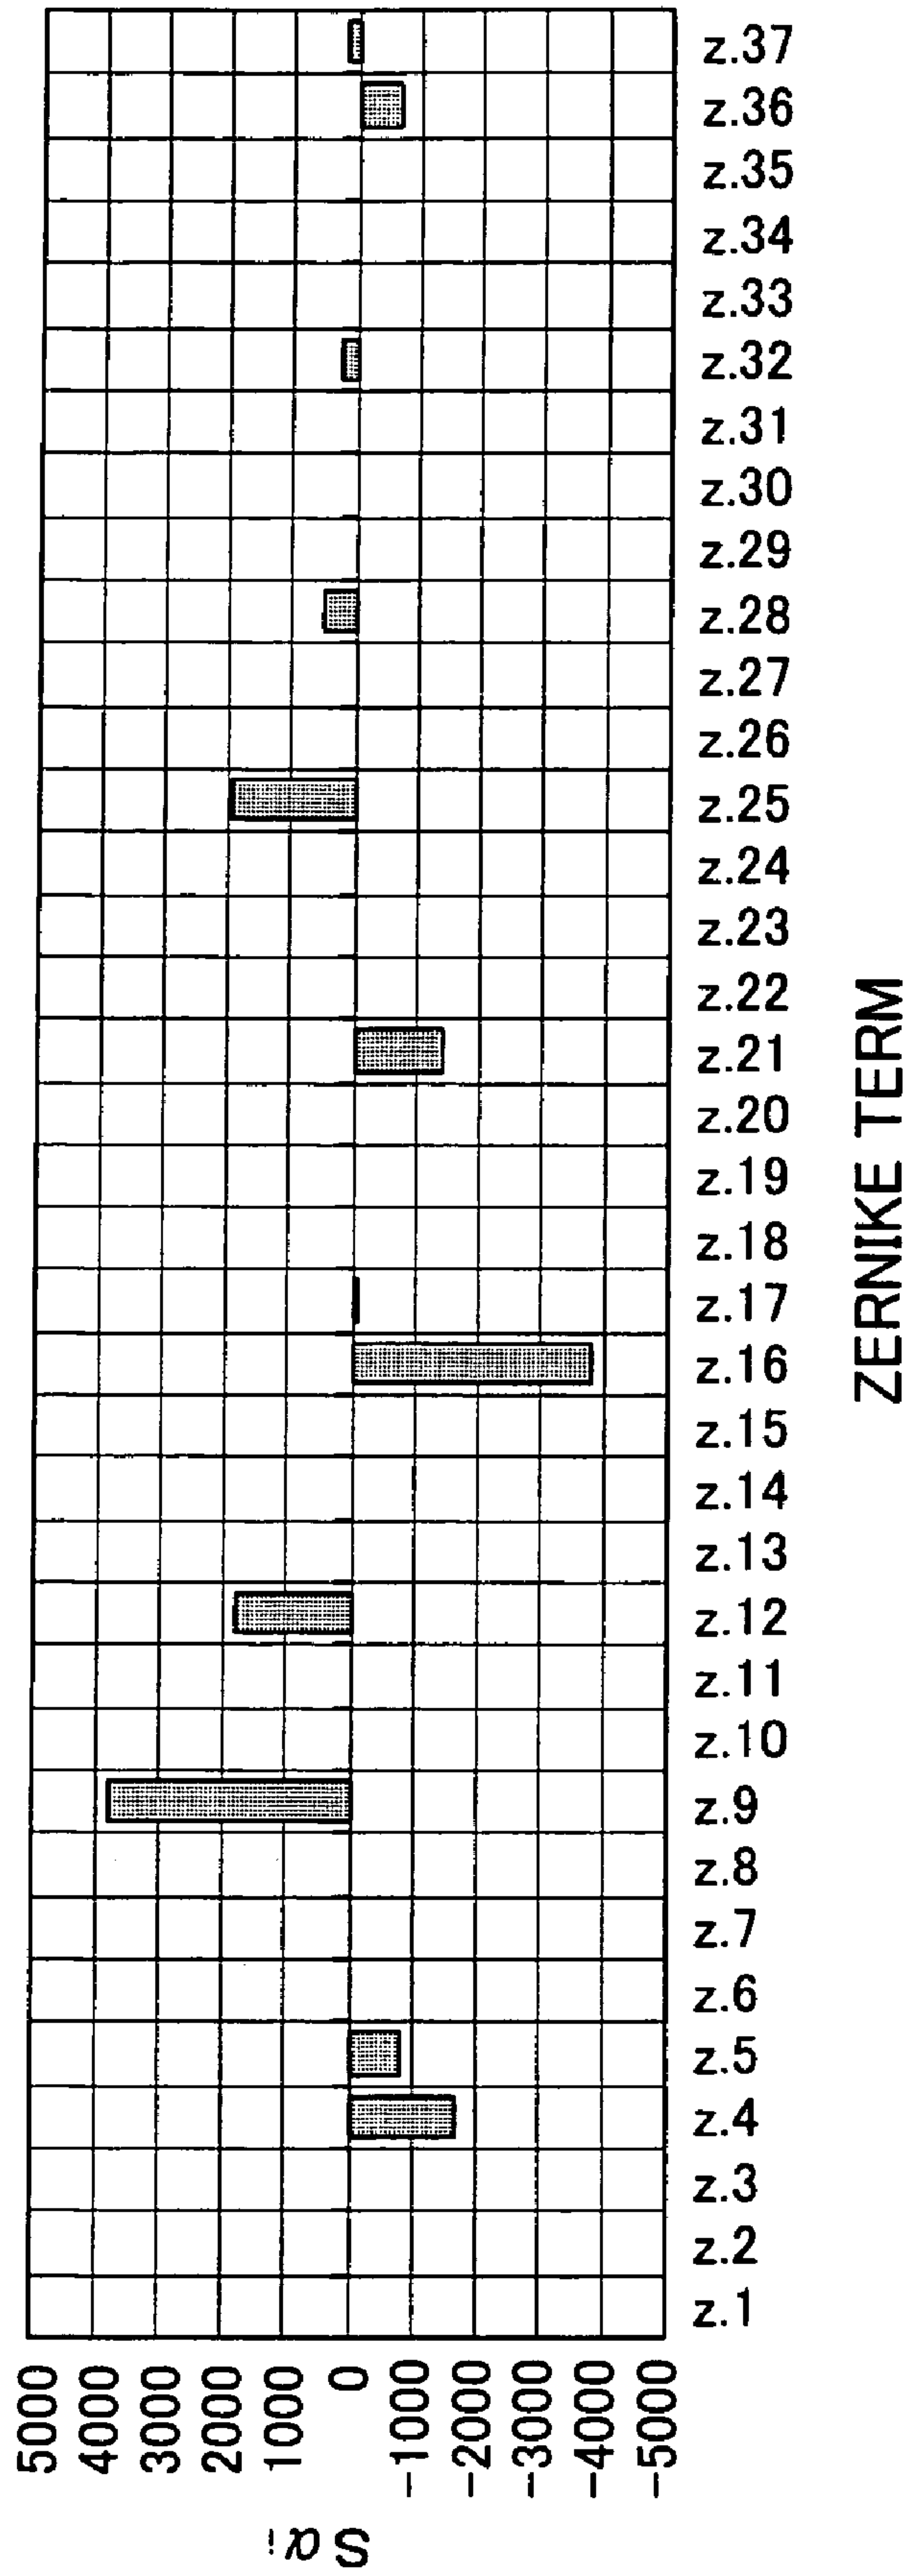 5000
4000
3000
2000
1000
0
-1000
-2000
-3000
-4000
-5000
Sαi
z.1
z.2
z.3
z.4
z.5
z.6
z.7
z.8
z.9
z.10
z.11
z.12
z.13
z.14
z.15
z.16
z.17
z.18
z.19
z.20
z.21
z.22
z.23
z.24
z.25
z.26
z.27
z.28
z.29
z.30
z.31
z.32
z.33
z.34
z.35
z.36
z.37
ZERNIKE TERM